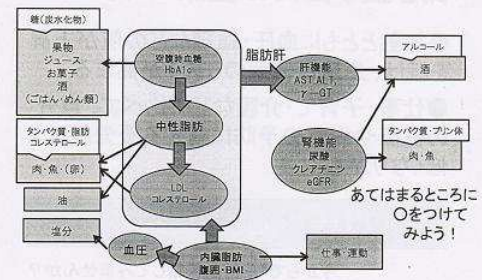 糖(炭水化物)
果物
ジュース
お菓子
酒
(ごはん・めん類)
タンパク質・脂肪
コレステロール
肉・魚・(卵)
油
塩分
空腹時血糖
HbA1c
中性脂肪
LDL
コレステロール
血圧
内臓脂肪
腹囲・BMI
脂肪肝
肝機能
AST ALT,
γーGT
腎機能
尿酸
クレアチニン
eGFR
アルコール
酒
タンパク質・プリン体
肉・魚
あてはまるところに
〇をつけて
みよう!
仕事・運動